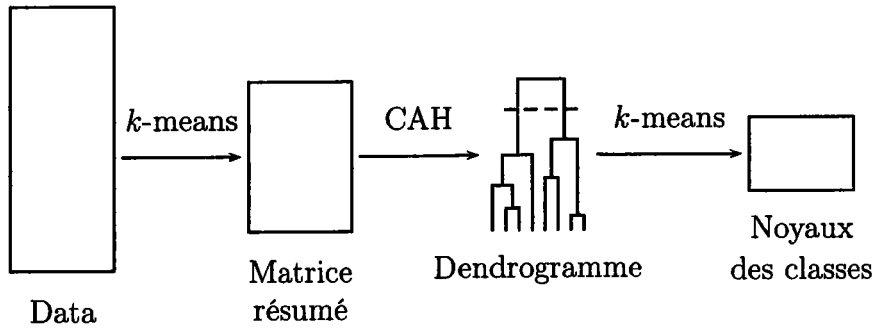 k-means
CAH
k-means
Data
Matrice
résumé
Dendrogramme
Noyaux
des classes